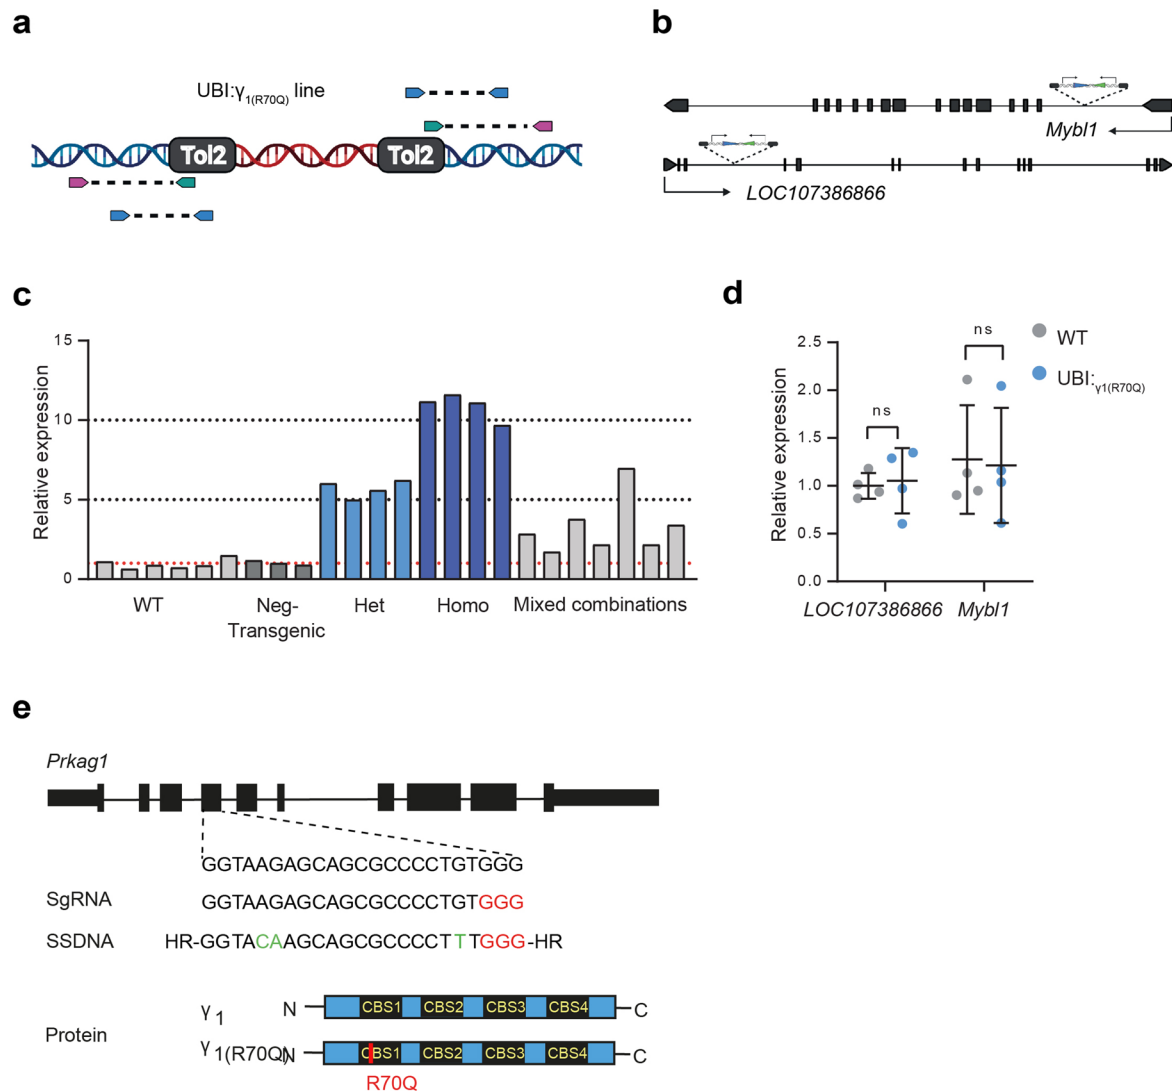 a
UBI:γ1(R70Q) line
Tol2 Tol2
b
Mybl1
LOC107386866
c
Relative expression
15
10
5
0
WT Neg-Transgenic Het Homo Mixed combinations
d
WT
UBI:γ1(R70Q)
ns
ns
Relative expression
2.5
2.0
1.5
1.0
0.5
0.0
LOC107386866 Mybl1
e
Prkag1
GGTAAGAGCAGCGCCCCTGTGGG
SgRNA GGTAAGAGCAGCGCCCCTGTGGG
SSDNA HR-GGTACAAGCAGCGCCCCTTTGGG-HR
Protein
γ1 N CBS1 CBS2 CBS3 CBS4 C
γ1(R70Q) N CBS1 CBS2 CBS3 CBS4 C
R70Q